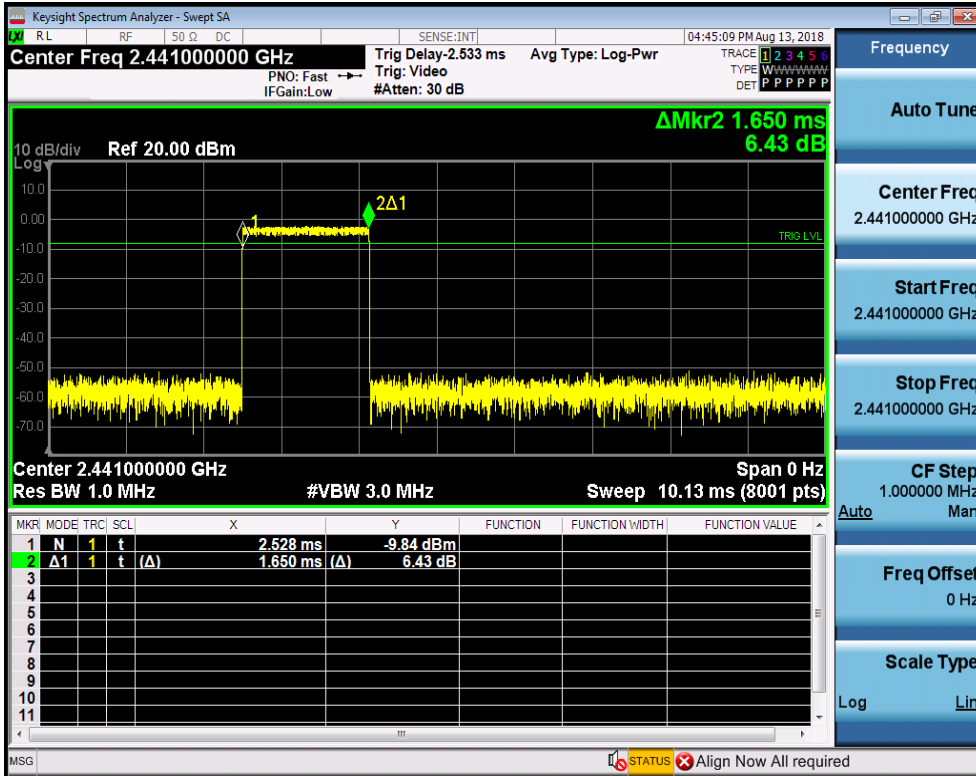 Keysight Spectrum Analyzer - Swept SA
LXI RL RF 50 Ω DC SENSE:INT 04:45:09 PM Aug 13, 2018
Center Freq 2.441000000 GHz
PNO: Fast
IFGain:Low
Trig Delay-2.533 ms
Trig: Video
#Atten: 30 dB
Avg Type: Log-Pwr
TRACE 1 2 3 4 5 6
TYPE WWWWWW
DET P P P P P P
ΔMkr2 1.650 ms
6.43 dB
10 dB/div Ref 20.00 dBm
Log
10.0
0.00
-10.0
-20.0
-30.0
-40.0
-50.0
-60.0
-70.0
1
2Δ1
TRIG LVL
Center 2.441000000 GHz Span 0 Hz
Res BW 1.0 MHz #VBW 3.0 MHz Sweep 10.13 ms (8001 pts)
MKR MODE TRC SCL X Y FUNCTION FUNCTION WIDTH FUNCTION VALUE
1 N 1 t 2.528 ms -9.84 dBm
2 Δ1 1 t (Δ) 1.650 ms (Δ) 6.43 dB
3
4
5
6
7
8
9
10
11
MSG STATUS Align Now All required
Frequency
Auto Tune
Center Freq
2.441000000 GHz
Start Freq
2.441000000 GHz
Stop Freq
2.441000000 GHz
CF Step
1.000000 MHz
Auto Man
Freq Offset
0 Hz
Scale Type
Log Lin